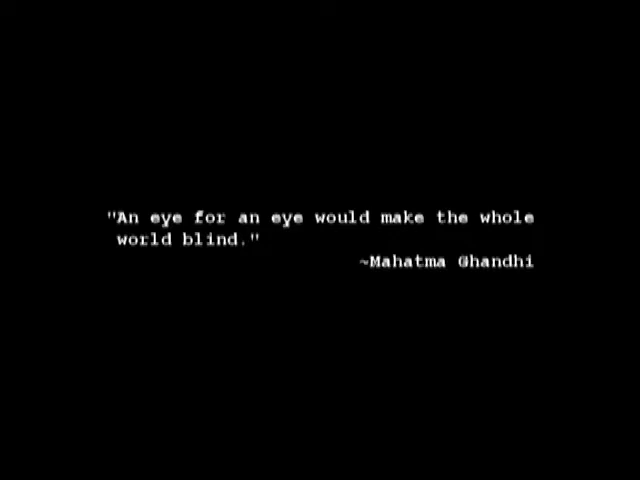 "An eye for an eye would make the whole
world blind."
~Mahatma Ghandhi